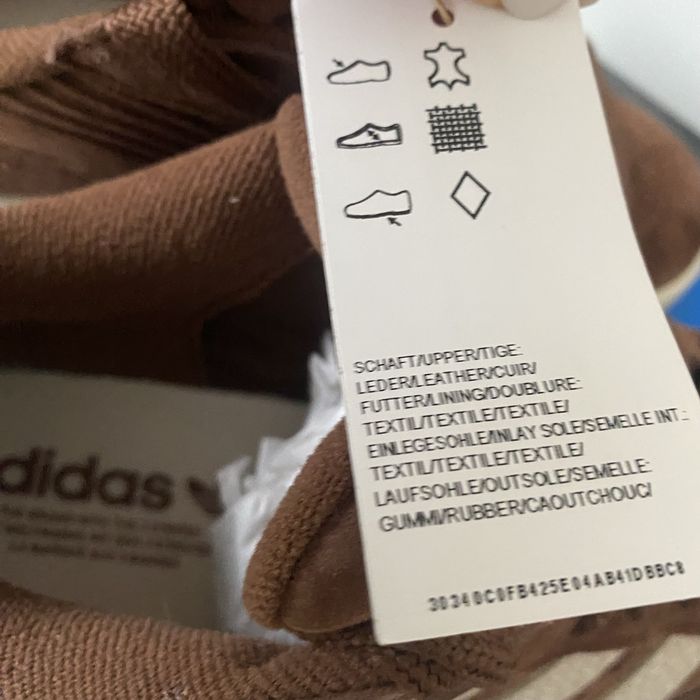 SCHAFT/UPPER/TIGE:
LEDER/LEATHER/CUIR/
FUTTER/LINING/DOUBLURE:
TEXTIL/TEXTILE/TEXTILE/
EINLEGESOHLE/INLAY SOLE/SEMELLE INT.:
TEXTIL/TEXTILE/TEXTILE/
LAUFSOHLE/OUTSOLE/SEMELLE:
GUMMI/RUBBER/CAOUTCHOUC/
30340C0FB425E04AB41DBBC8
adidas